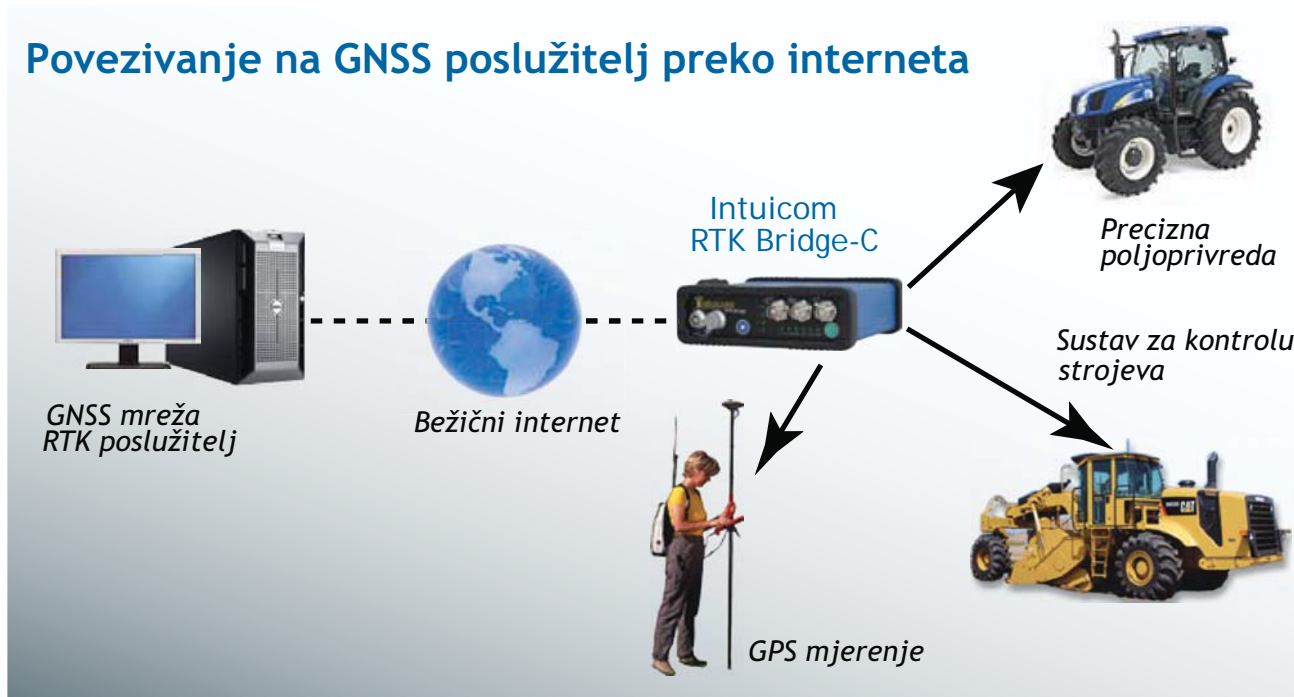 Povezivanje na GNSS poslužitelj preko interneta
Intuicom
RTK Bridge-C
Precizna
poljoprivreda
Sustav za kontrolu
strojeva
GNSS mreža
RTK poslužitelj
Bežični internet
GPS mjerenje
CAT